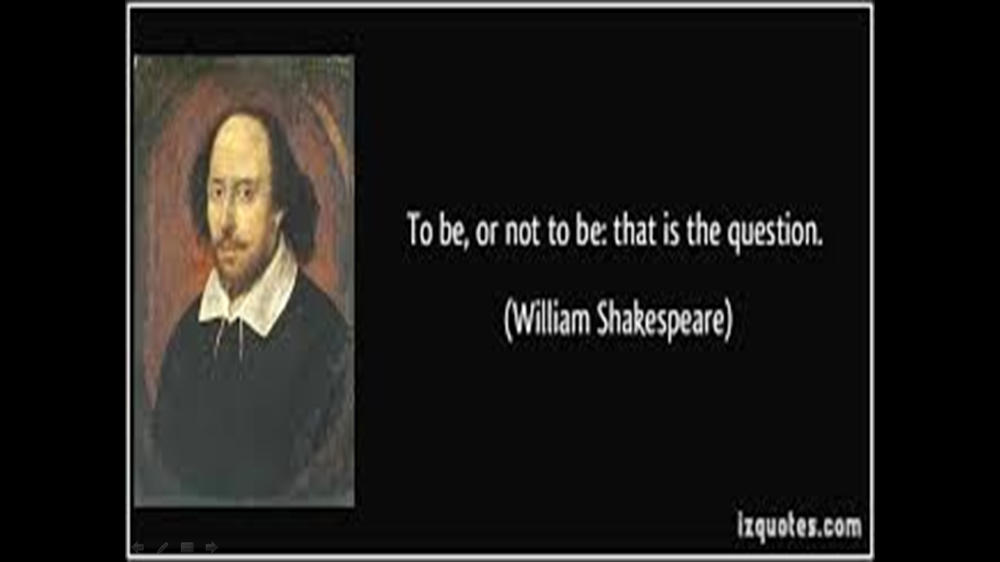 To be, or not to be: that is the question.
(William Shakespeare)
izquotes.com